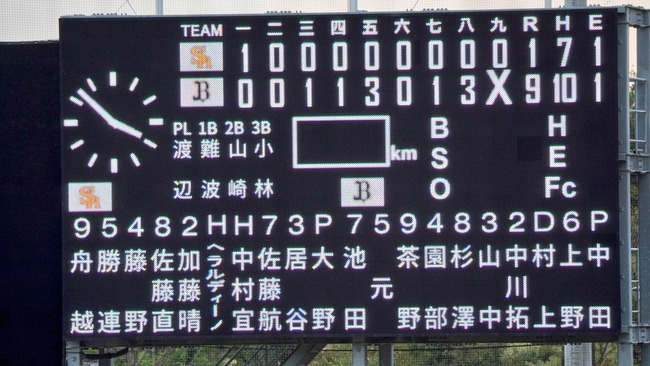 TEAM 一 二 三 四 五 六 七 八 九 R H E
SH 1 0 0 0 0 0 0 0 0 1 7 1
B 0 0 1 1 3 0 1 3 X 9 10 1
PL 1B 2B 3B
渡辺
難波
山崎
小林
km
B H
S E
O Fc
SH
B
9 5 4 8 2 H H 7 3 P 7 5 9 4 8 3 2 D 6 P
舟越
勝連
藤野
佐藤直
加藤晴
ヘラルディーノ
中村宜
佐藤航
居谷
大野
池田
元
茶野
園部
杉澤
山中
中川拓
村上
上野
中田